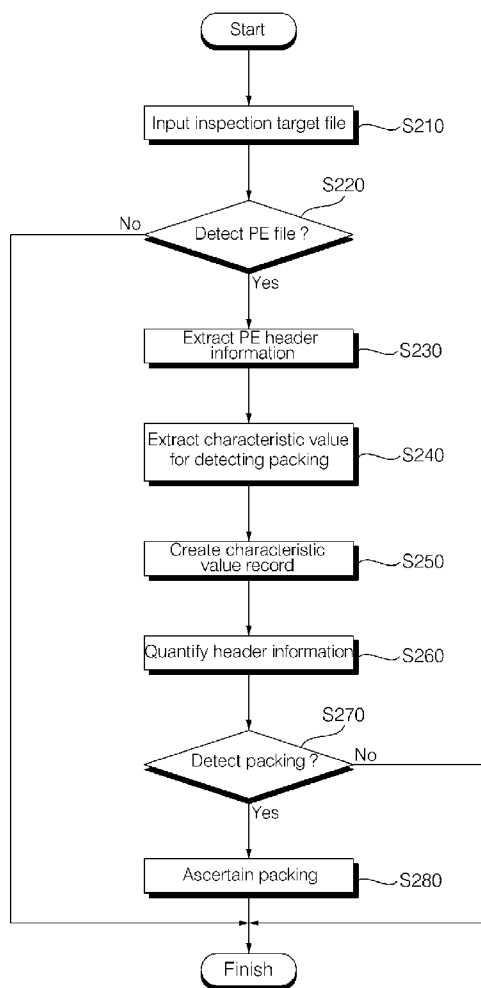 Start
Input inspection target file
S210
S220
No
Detect PE file ?
Yes
Extract PE header
information
S230
Extract characteristic value
for detecting packing
S240
Create characteristic
value record
S250
Quantify header information
S260
S270
Detect packing ?
No
Yes
Ascertain packing
S280
Finish